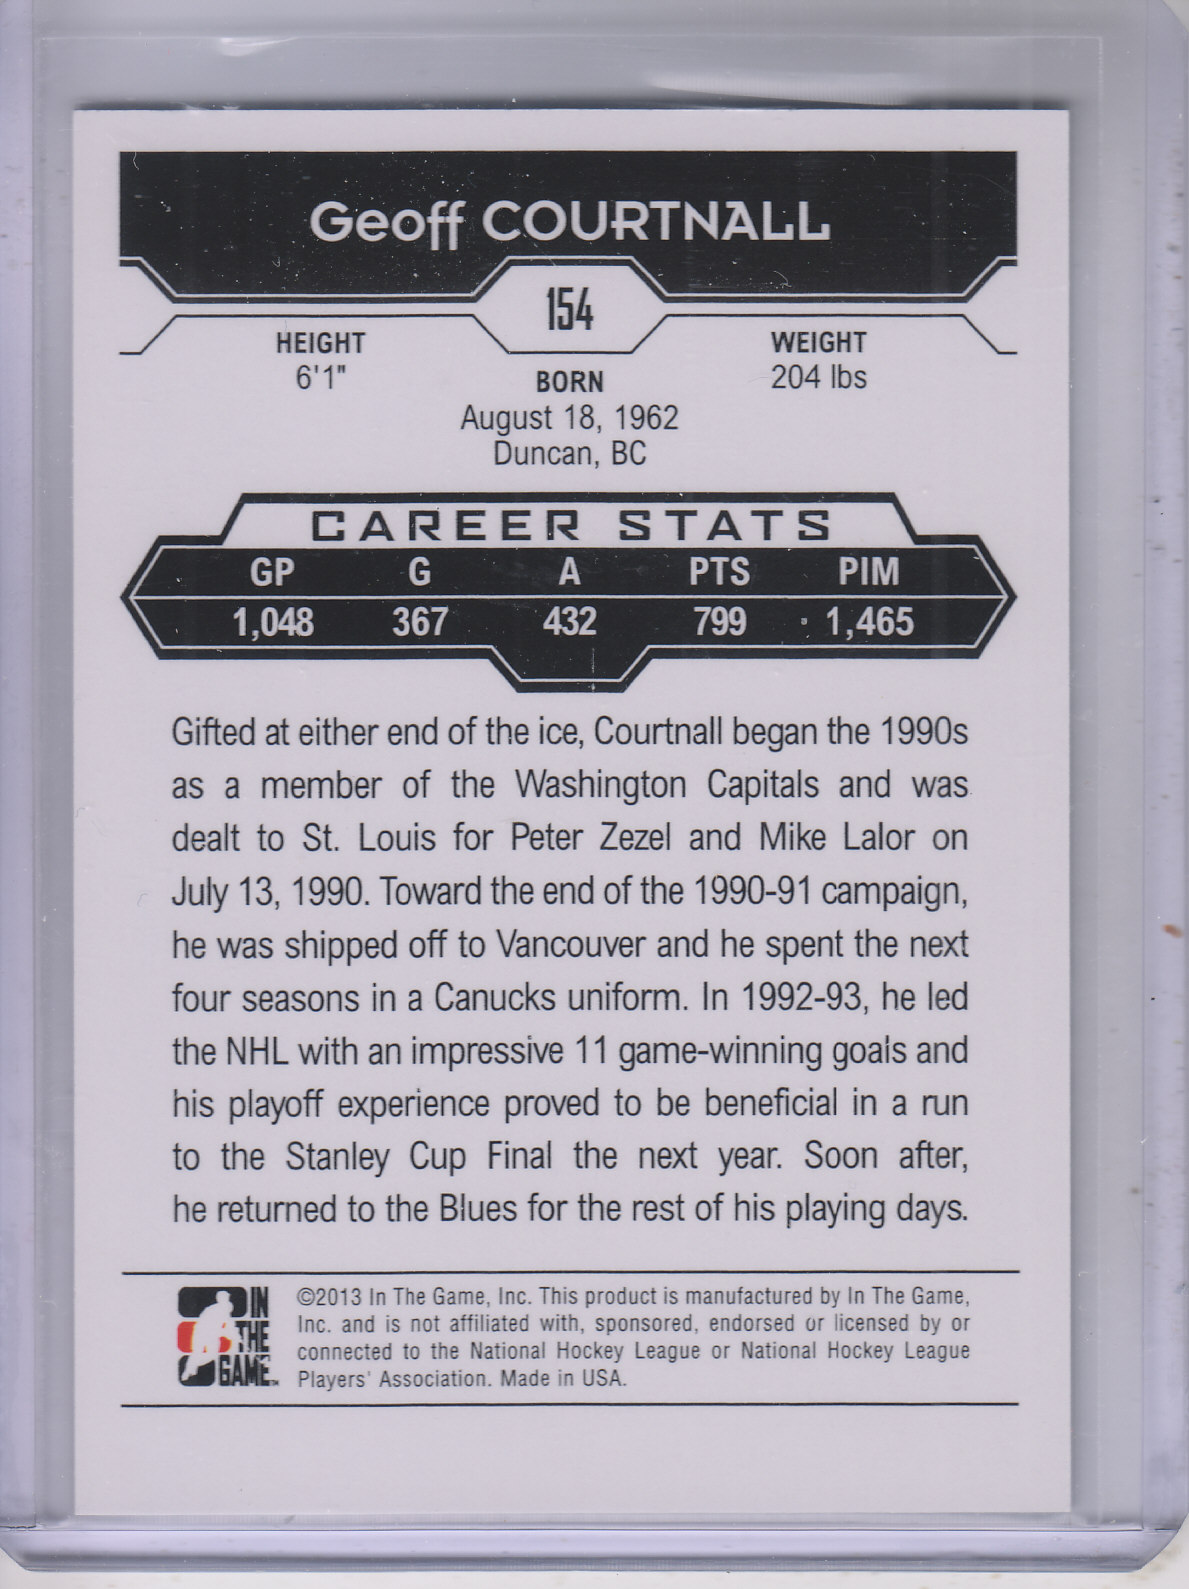 Geoff COURTNALL
154
HEIGHT
6'1"
WEIGHT
204 lbs
BORN
August 18, 1962
Duncan, BC
CAREER STATS
GP G A PTS PIM
1,048 367 432 799 1,465
Gifted at either end of the ice, Courtnall began the 1990s
as a member of the Washington Capitals and was
dealt to St. Louis for Peter Zezel and Mike Lalor on
July 13, 1990. Toward the end of the 1990-91 campaign,
he was shipped off to Vancouver and he spent the next
four seasons in a Canucks uniform. In 1992-93, he led
the NHL with an impressive 11 game-winning goals and
his playoff experience proved to be beneficial in a run
to the Stanley Cup Final the next year. Soon after,
he returned to the Blues for the rest of his playing days.
IN
THE
GAME™
©2013 In The Game, Inc. This product is manufactured by In The Game,
Inc. and is not affiliated with, sponsored, endorsed or licensed by or
connected to the National Hockey League or National Hockey League
Players' Association. Made in USA.